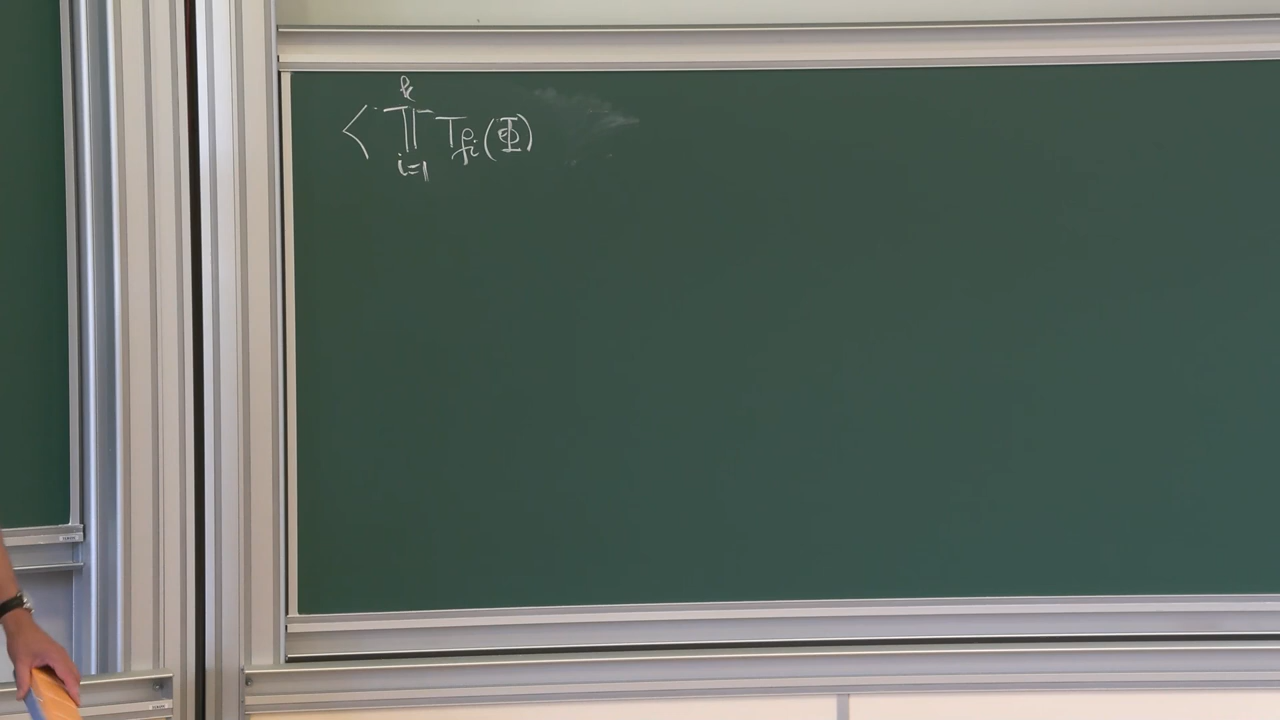 ⟨ ∏_{i=1}^{k} T_{f_i}(Φ)